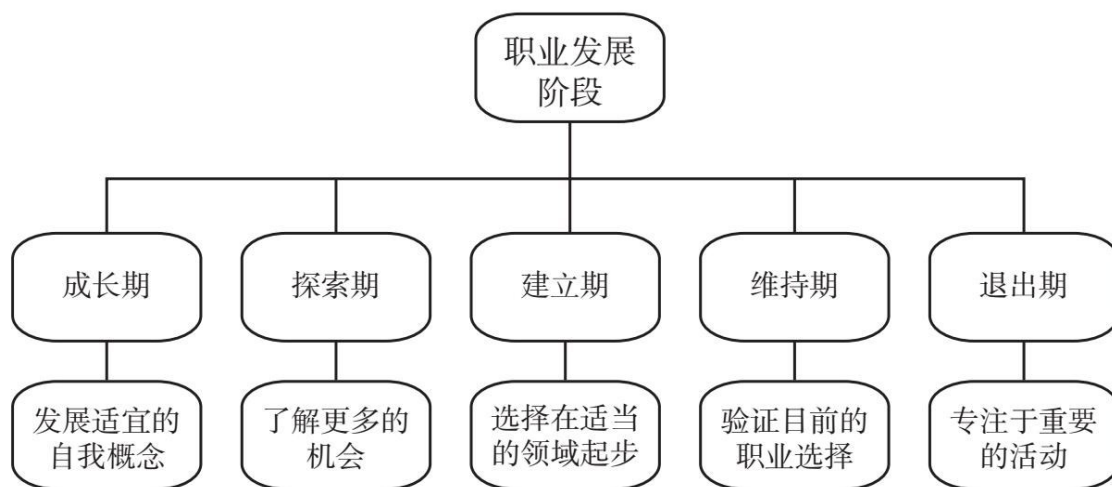 职业发展
阶段
成长期
探索期
建立期
维持期
退出期
发展适宜的
自我概念
了解更多的
机会
选择在适当
的领域起步
验证目前的
职业选择
专注于重要
的活动